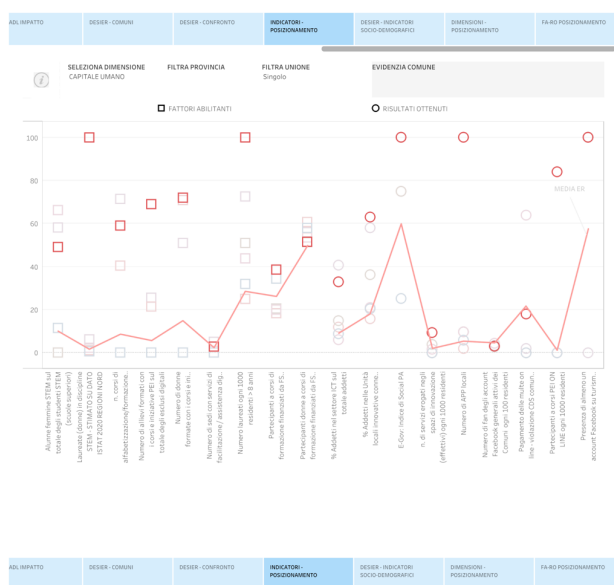 ADI IMPATTO
DESIER - COMUNI
DESIER - CONFRONTO
INDICATORI -
POSIZIONAMENTO
DESIER - INDICATORI
SOCIO-DEMOGRAFICI
DIMENSIONI -
POSIZIONAMENTO
FA-RO POSIZIONAMENTO
SELEZIONA DIMENSIONE
CAPITALE UMANO
FILTRA PROVINCIA
FILTRA UNIONE
Singolo
EVIDENZIA COMUNE
FATTORI ABILITANTI
RISULTATI OTTENUTI
100
80
60
40
20
0
MEDIA ER
Alunne femmine STEM sul
totale degli studenti STEM
[scuole superiori]
Laureate (donne) in discipline
STEM - STIMATO SU DATO
ISTAT 2020 REGIONI NORD
n. corsi di
alfabetizzazione/formazione..
Numero di allievi formati con
i corsi e iniziative PEI sul
totale degli esclusi digitali
Numero di donne
formate con i corsi e ini..
Numero di sedi con servizi di
facilitazione / assistenza dig..
Numero laureati ogni 1000
residenti > 8 anni
Partecipanti a corsi di
formazione finanziati da FS..
Partecipanti donne a corsi di
formazione finanziati da FS..
% Addetti nel settore ICT sul
totale addetti
% Addetti nelle Unità
locali innovative conne..
E-Gov: Indice di Social PA
n. di servizi erogati negli
spazi di innovazione
(effettivi) ogni 1000 residenti
Numero di APP locali
Numero di fan degli account
Facebook generali attivi dei
Comuni ogni 100 residenti
Pagamento delle multe on
line - violazione CDS comun..
Partecipanti a corsi PEI ON
LINE ogni 1000 residenti
Presenza di almeno un
account Facebook su turism..
ADI IMPATTO
DESIER - COMUNI
DESIER - CONFRONTO
INDICATORI -
POSIZIONAMENTO
DESIER - INDICATORI
SOCIO-DEMOGRAFICI
DIMENSIONI -
POSIZIONAMENTO
FA-RO POSIZIONAMENTO